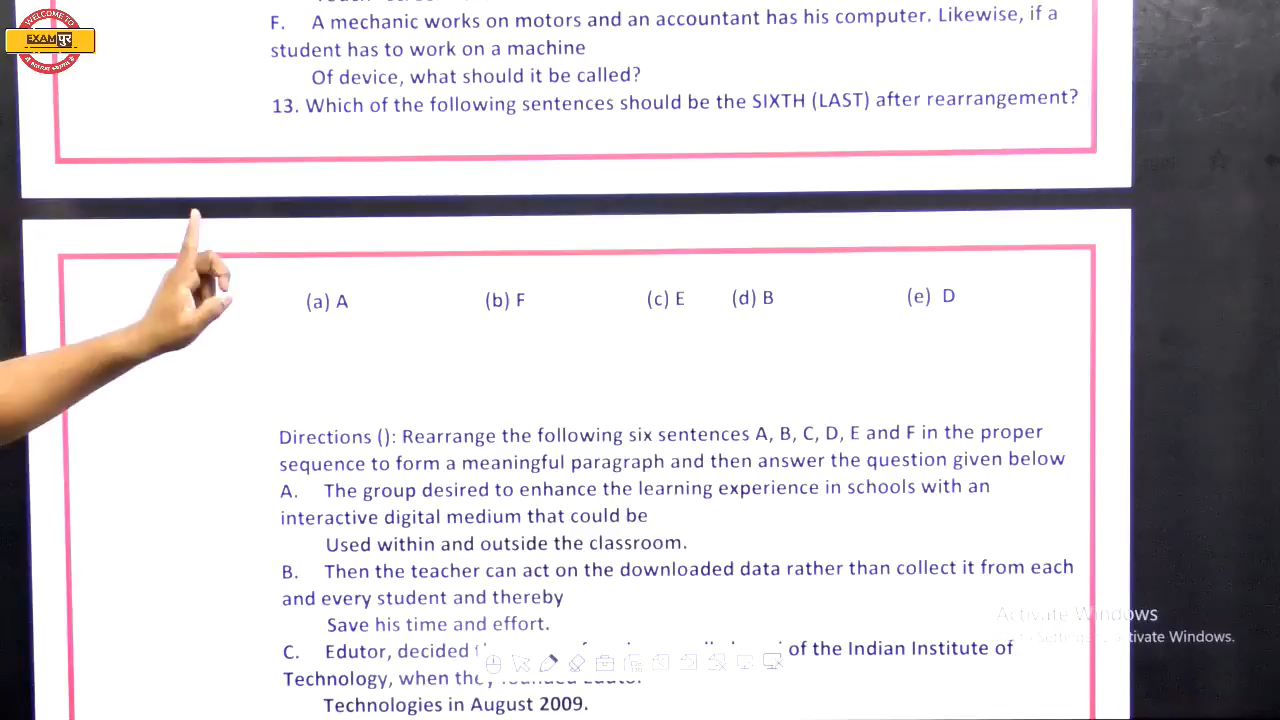 WELCOME TO
EXAMपुर
F. A mechanic works on motors and an accountant has his computer. Likewise, if a
student has to work on a machine
Of device, what should it be called?
13. Which of the following sentences should be the SIXTH (LAST) after rearrangement?
(a) A (b) F (c) E (d) B (e) D
Directions (): Rearrange the following six sentences A, B, C, D, E and F in the proper
sequence to form a meaningful paragraph and then answer the question given below
A. The group desired to enhance the learning experience in schools with an
interactive digital medium that could be
Used within and outside the classroom.
B. Then the teacher can act on the downloaded data rather than collect it from each
and every student and thereby
Save his time and effort.
Activate Windows
activate Windows.
C. Edutor, decided of the Indian Institute of
Technology, when they founded Edutor
Technologies in August 2009.